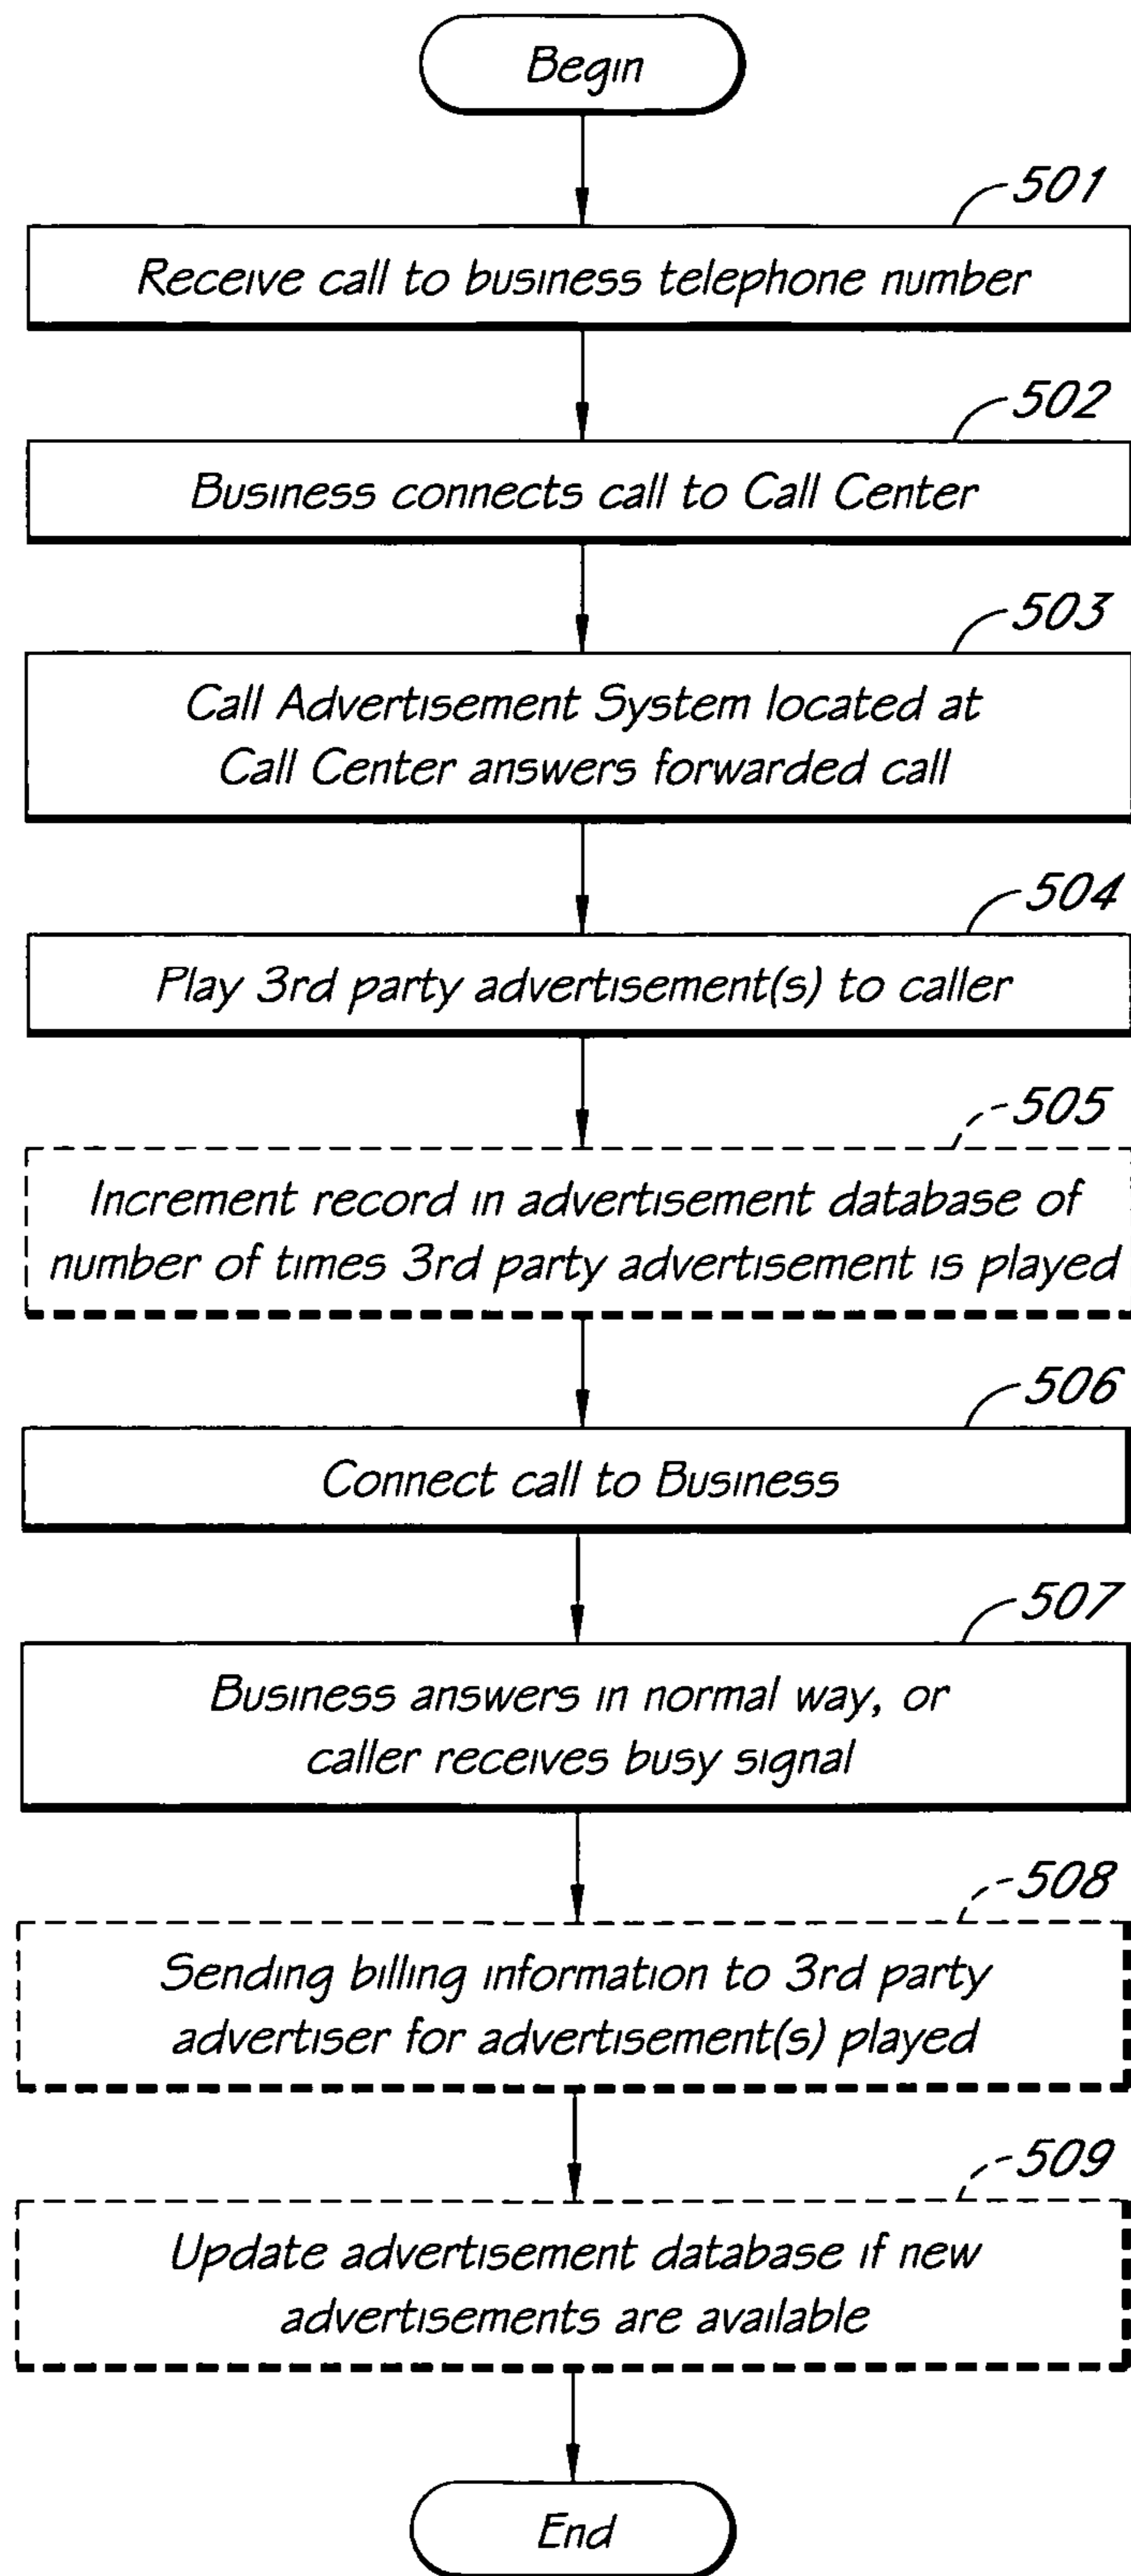 Begin
501
Receive call to business telephone number
502
Business connects call to Call Center
503
Call Advertisement System located at
Call Center answers forwarded call
504
Play 3rd party advertisement(s) to caller
505
Increment record in advertisement database of
number of times 3rd party advertisement is played
506
Connect call to Business
507
Business answers in normal way, or
caller receives busy signal
508
Sending billing information to 3rd party
advertiser for advertisement(s) played
509
Update advertisement database if new
advertisements are available
End